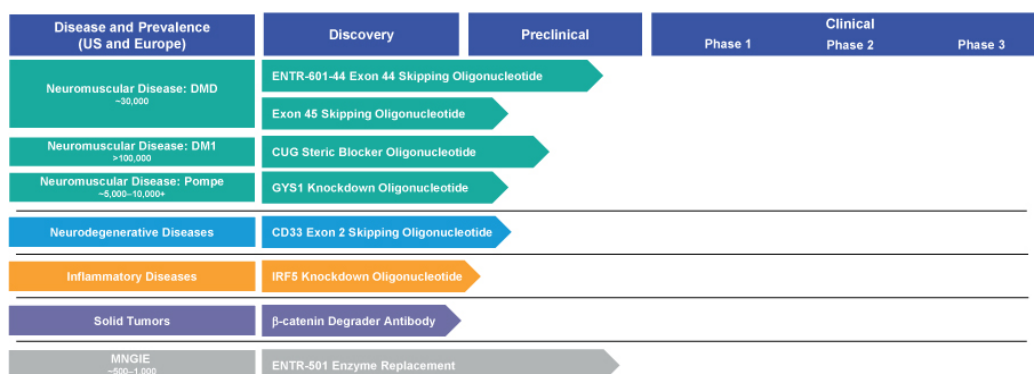 Disease and Prevalence
(US and Europe)
Discovery
Preclinical
Clinical
Phase 1
Phase 2
Phase 3
Neuromuscular Disease: DMD
~30,000
ENTR-601-44 Exon 44 Skipping Oligonucleotide
Exon 45 Skipping Oligonucleotide
Neuromuscular Disease: DM1
>100,000
CUG Steric Blocker Oligonucleotide
Neuromuscular Disease: Pompe
~5,000–10,000+
GYS1 Knockdown Oligonucleotide
Neurodegenerative Diseases
CD33 Exon 2 Skipping Oligonucleotide
Inflammatory Diseases
IRF5 Knockdown Oligonucleotide
Solid Tumors
β-catenin Degrader Antibody
MNGIE
~500–1,000
ENTR-501 Enzyme Replacement